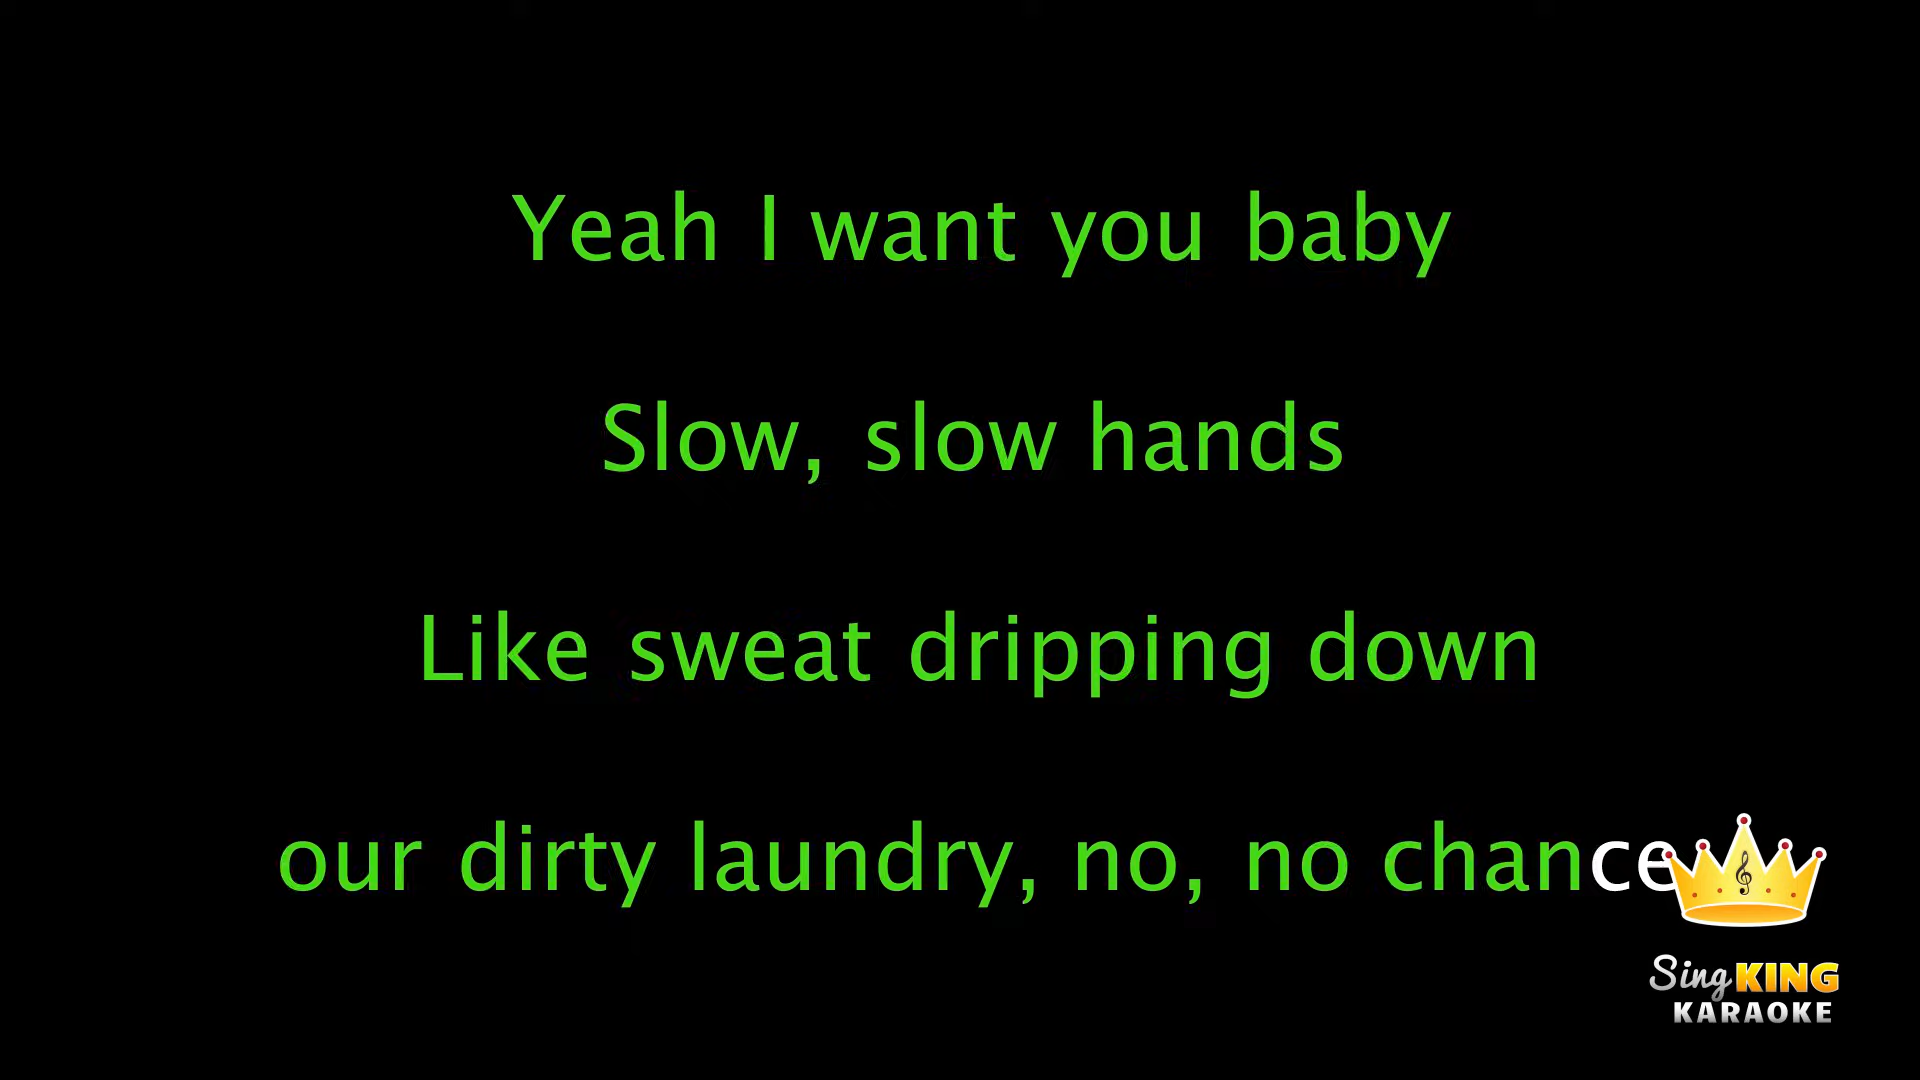 Yeah I want you baby
Slow, slow hands
Like sweat dripping down
our dirty laundry, no, no chance
Sing KING
KARAOKE